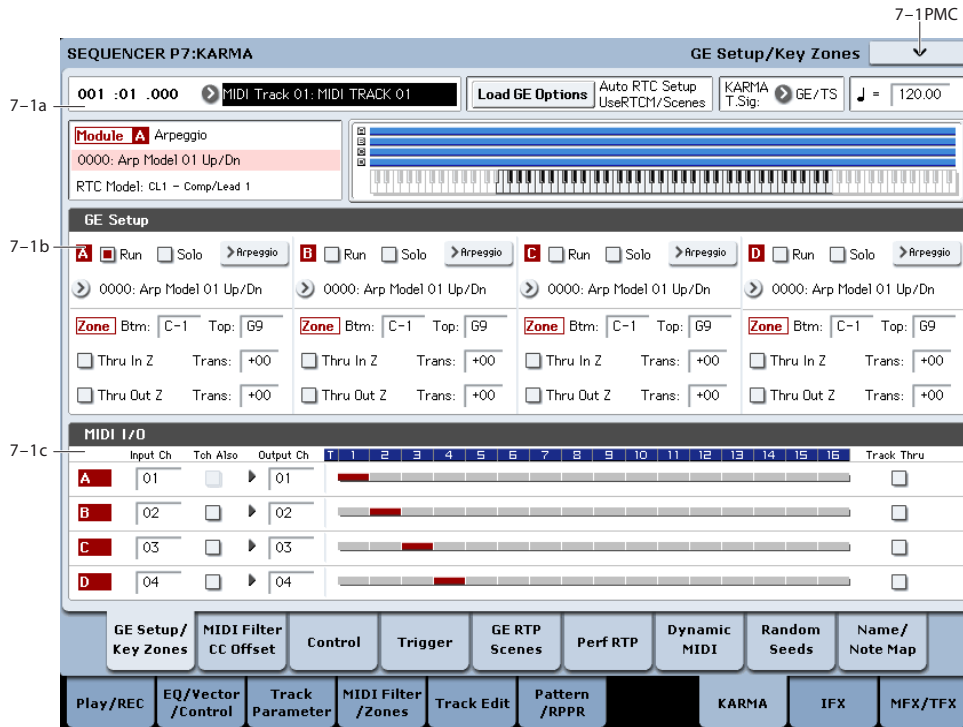 7-1PMC
SEQUENCER P7:KARMA GE Setup/Key Zones
7-1a
001 :01 .000 MIDI Track 01: MIDI TRACK 01 Load GE Options Auto RTC Setup UseRTCM/Scenes KARMA T.Sig: GE/TS ♩ = 120.00
Module A Arpeggio
0000: Arp Model 01 Up/Dn
RTC Model: CL1 - Comp/Lead 1
A
B
C
D
GE Setup
7-1b
A Run Solo Arpeggio B Run Solo Arpeggio C Run Solo Arpeggio D Run Solo Arpeggio
0000: Arp Model 01 Up/Dn 0000: Arp Model 01 Up/Dn 0000: Arp Model 01 Up/Dn 0000: Arp Model 01 Up/Dn
Zone Btm: C-1 Top: G9 Zone Btm: C-1 Top: G9 Zone Btm: C-1 Top: G9 Zone Btm: C-1 Top: G9
Thru In Z Trans: +00 Thru In Z Trans: +00 Thru In Z Trans: +00 Thru In Z Trans: +00
Thru Out Z Trans: +00 Thru Out Z Trans: +00 Thru Out Z Trans: +00 Thru Out Z Trans: +00
MIDI I/O
7-1c
Input Ch Tch Also Output Ch T 1 2 3 4 5 6 7 8 9 10 11 12 13 14 15 16 Track Thru
A 01 01
B 02 02
C 03 03
D 04 04
GE Setup/ Key Zones MIDI Filter CC Offset Control Trigger GE RTP Scenes Perf RTP Dynamic MIDI Random Seeds Name/ Note Map
Play/REC EQ/Vector /Control Track Parameter MIDI Filter /Zones Track Edit Pattern /RPPR KARMA IFX MFX/TFX